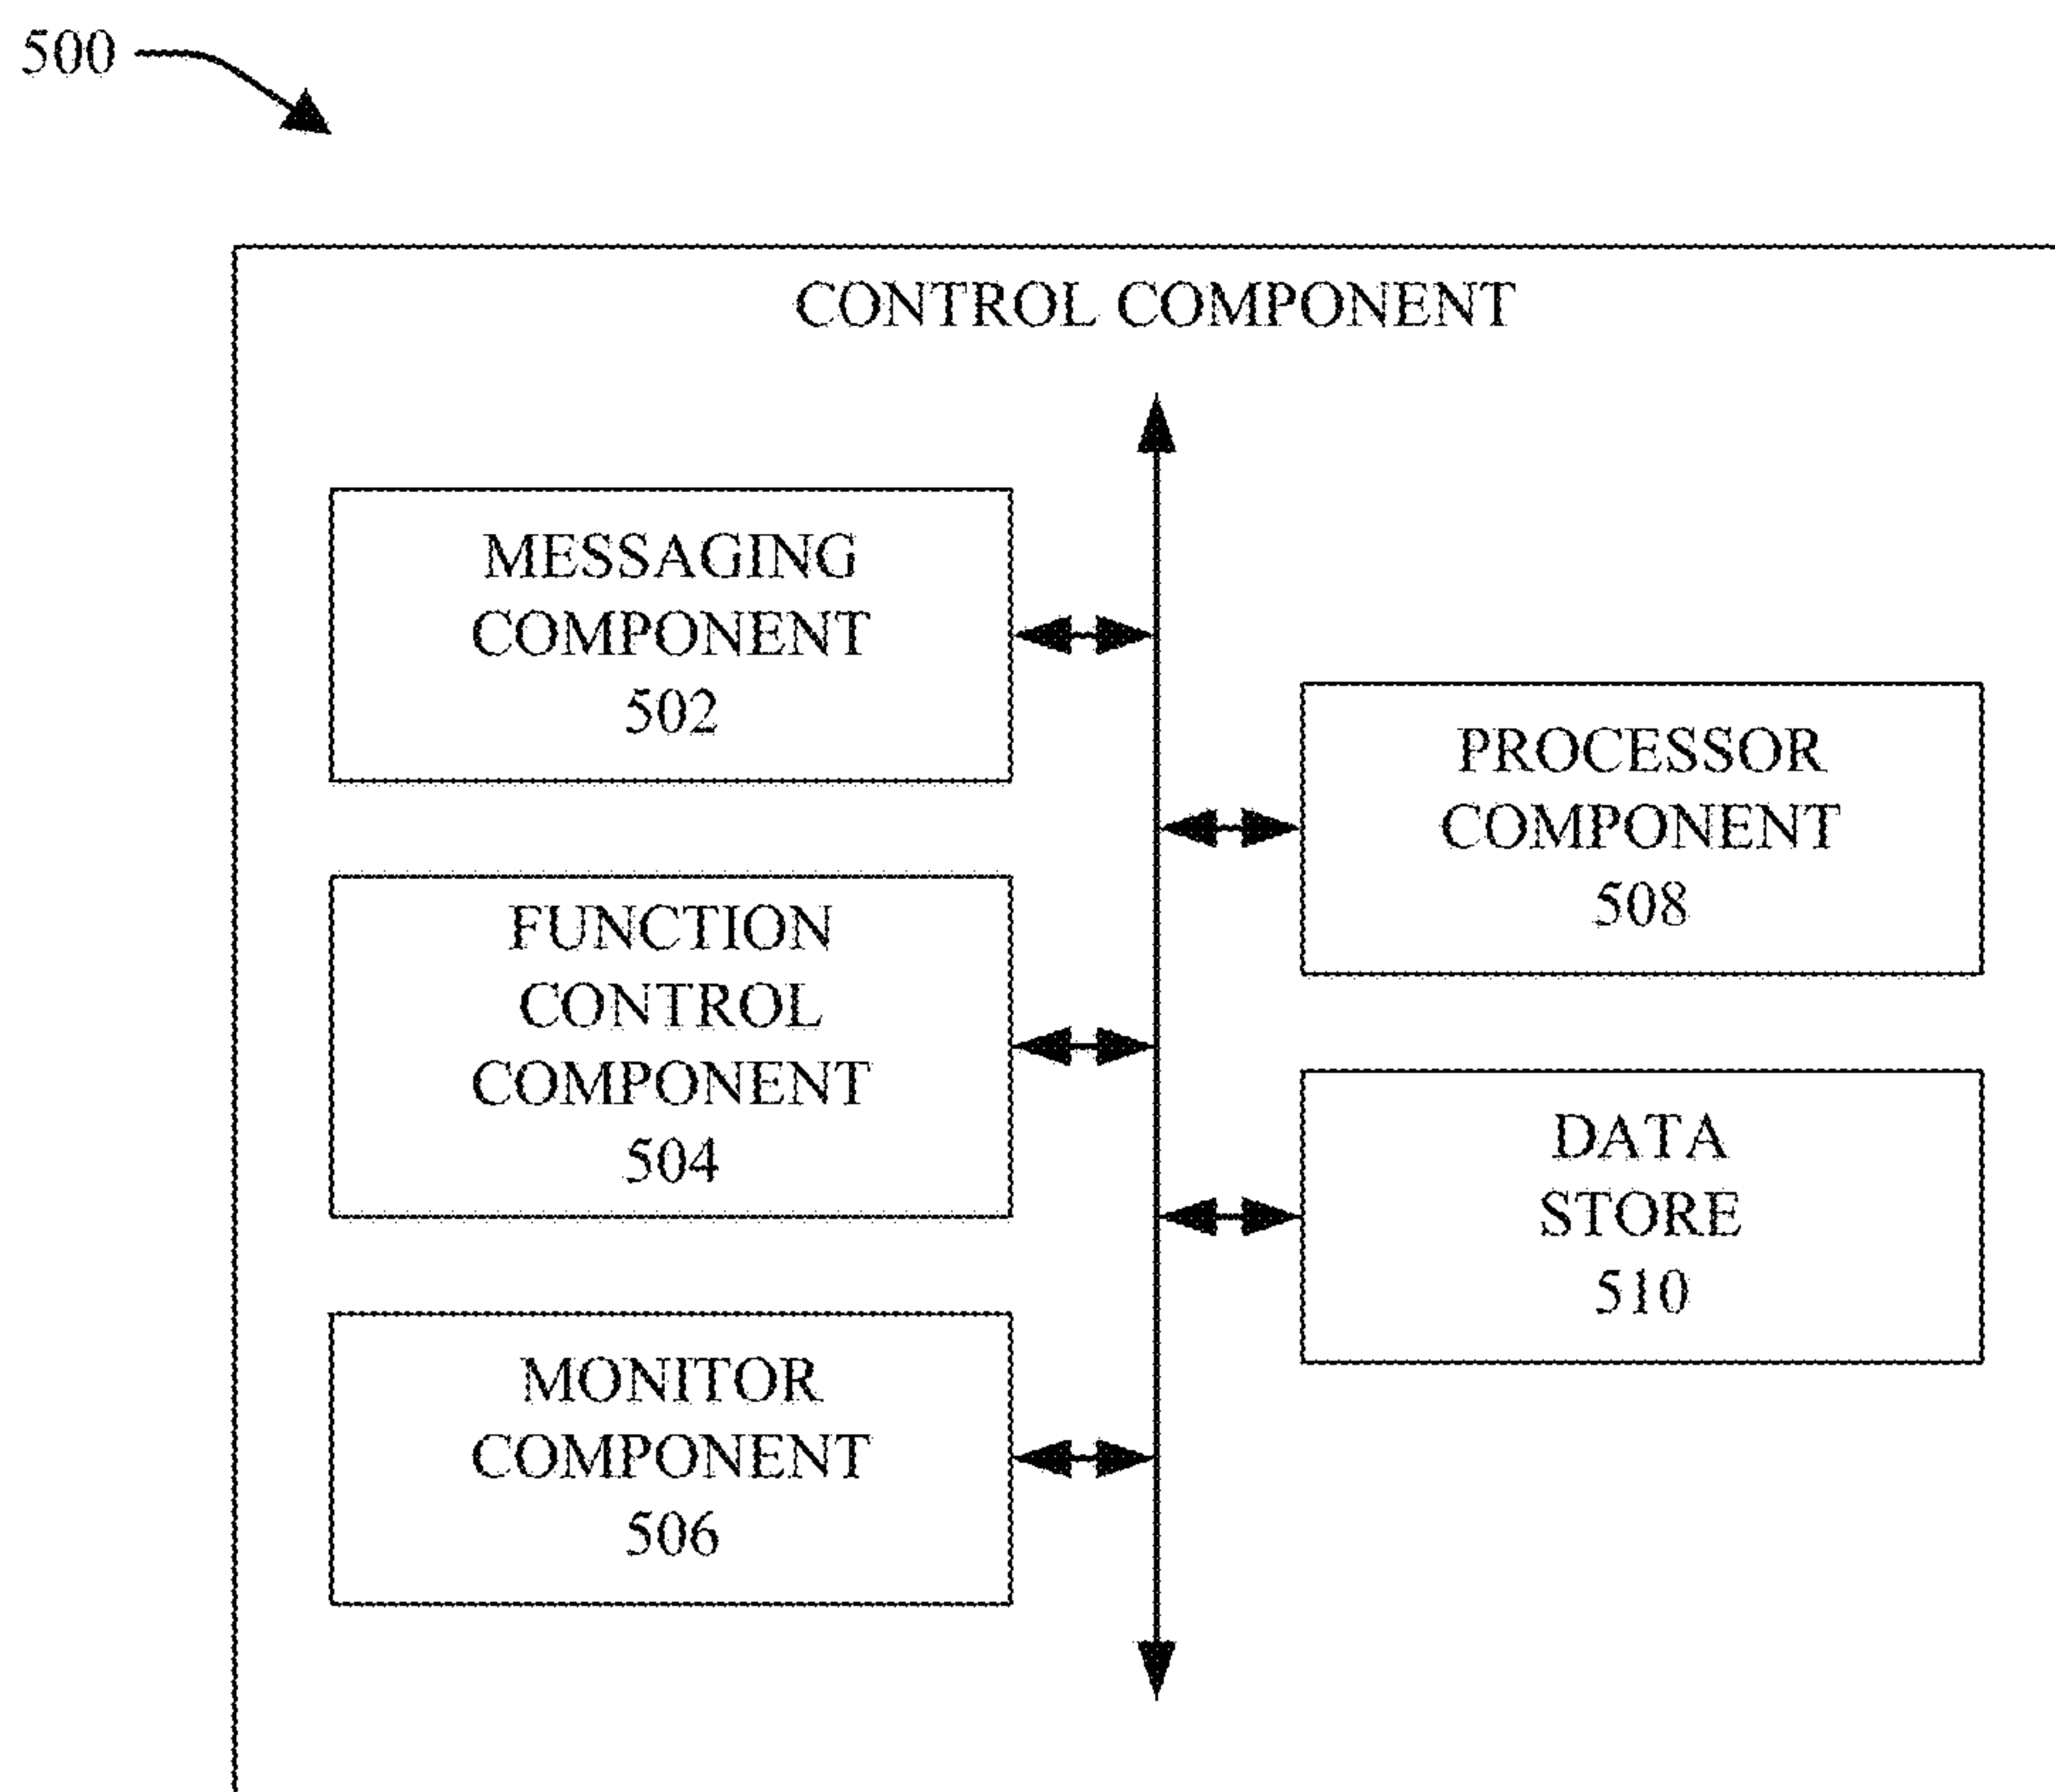 500
CONTROL COMPONENT
MESSAGING
COMPONENT
502
FUNCTION
CONTROL
COMPONENT
504
MONITOR
COMPONENT
506
PROCESSOR
COMPONENT
508
DATA
STORE
510